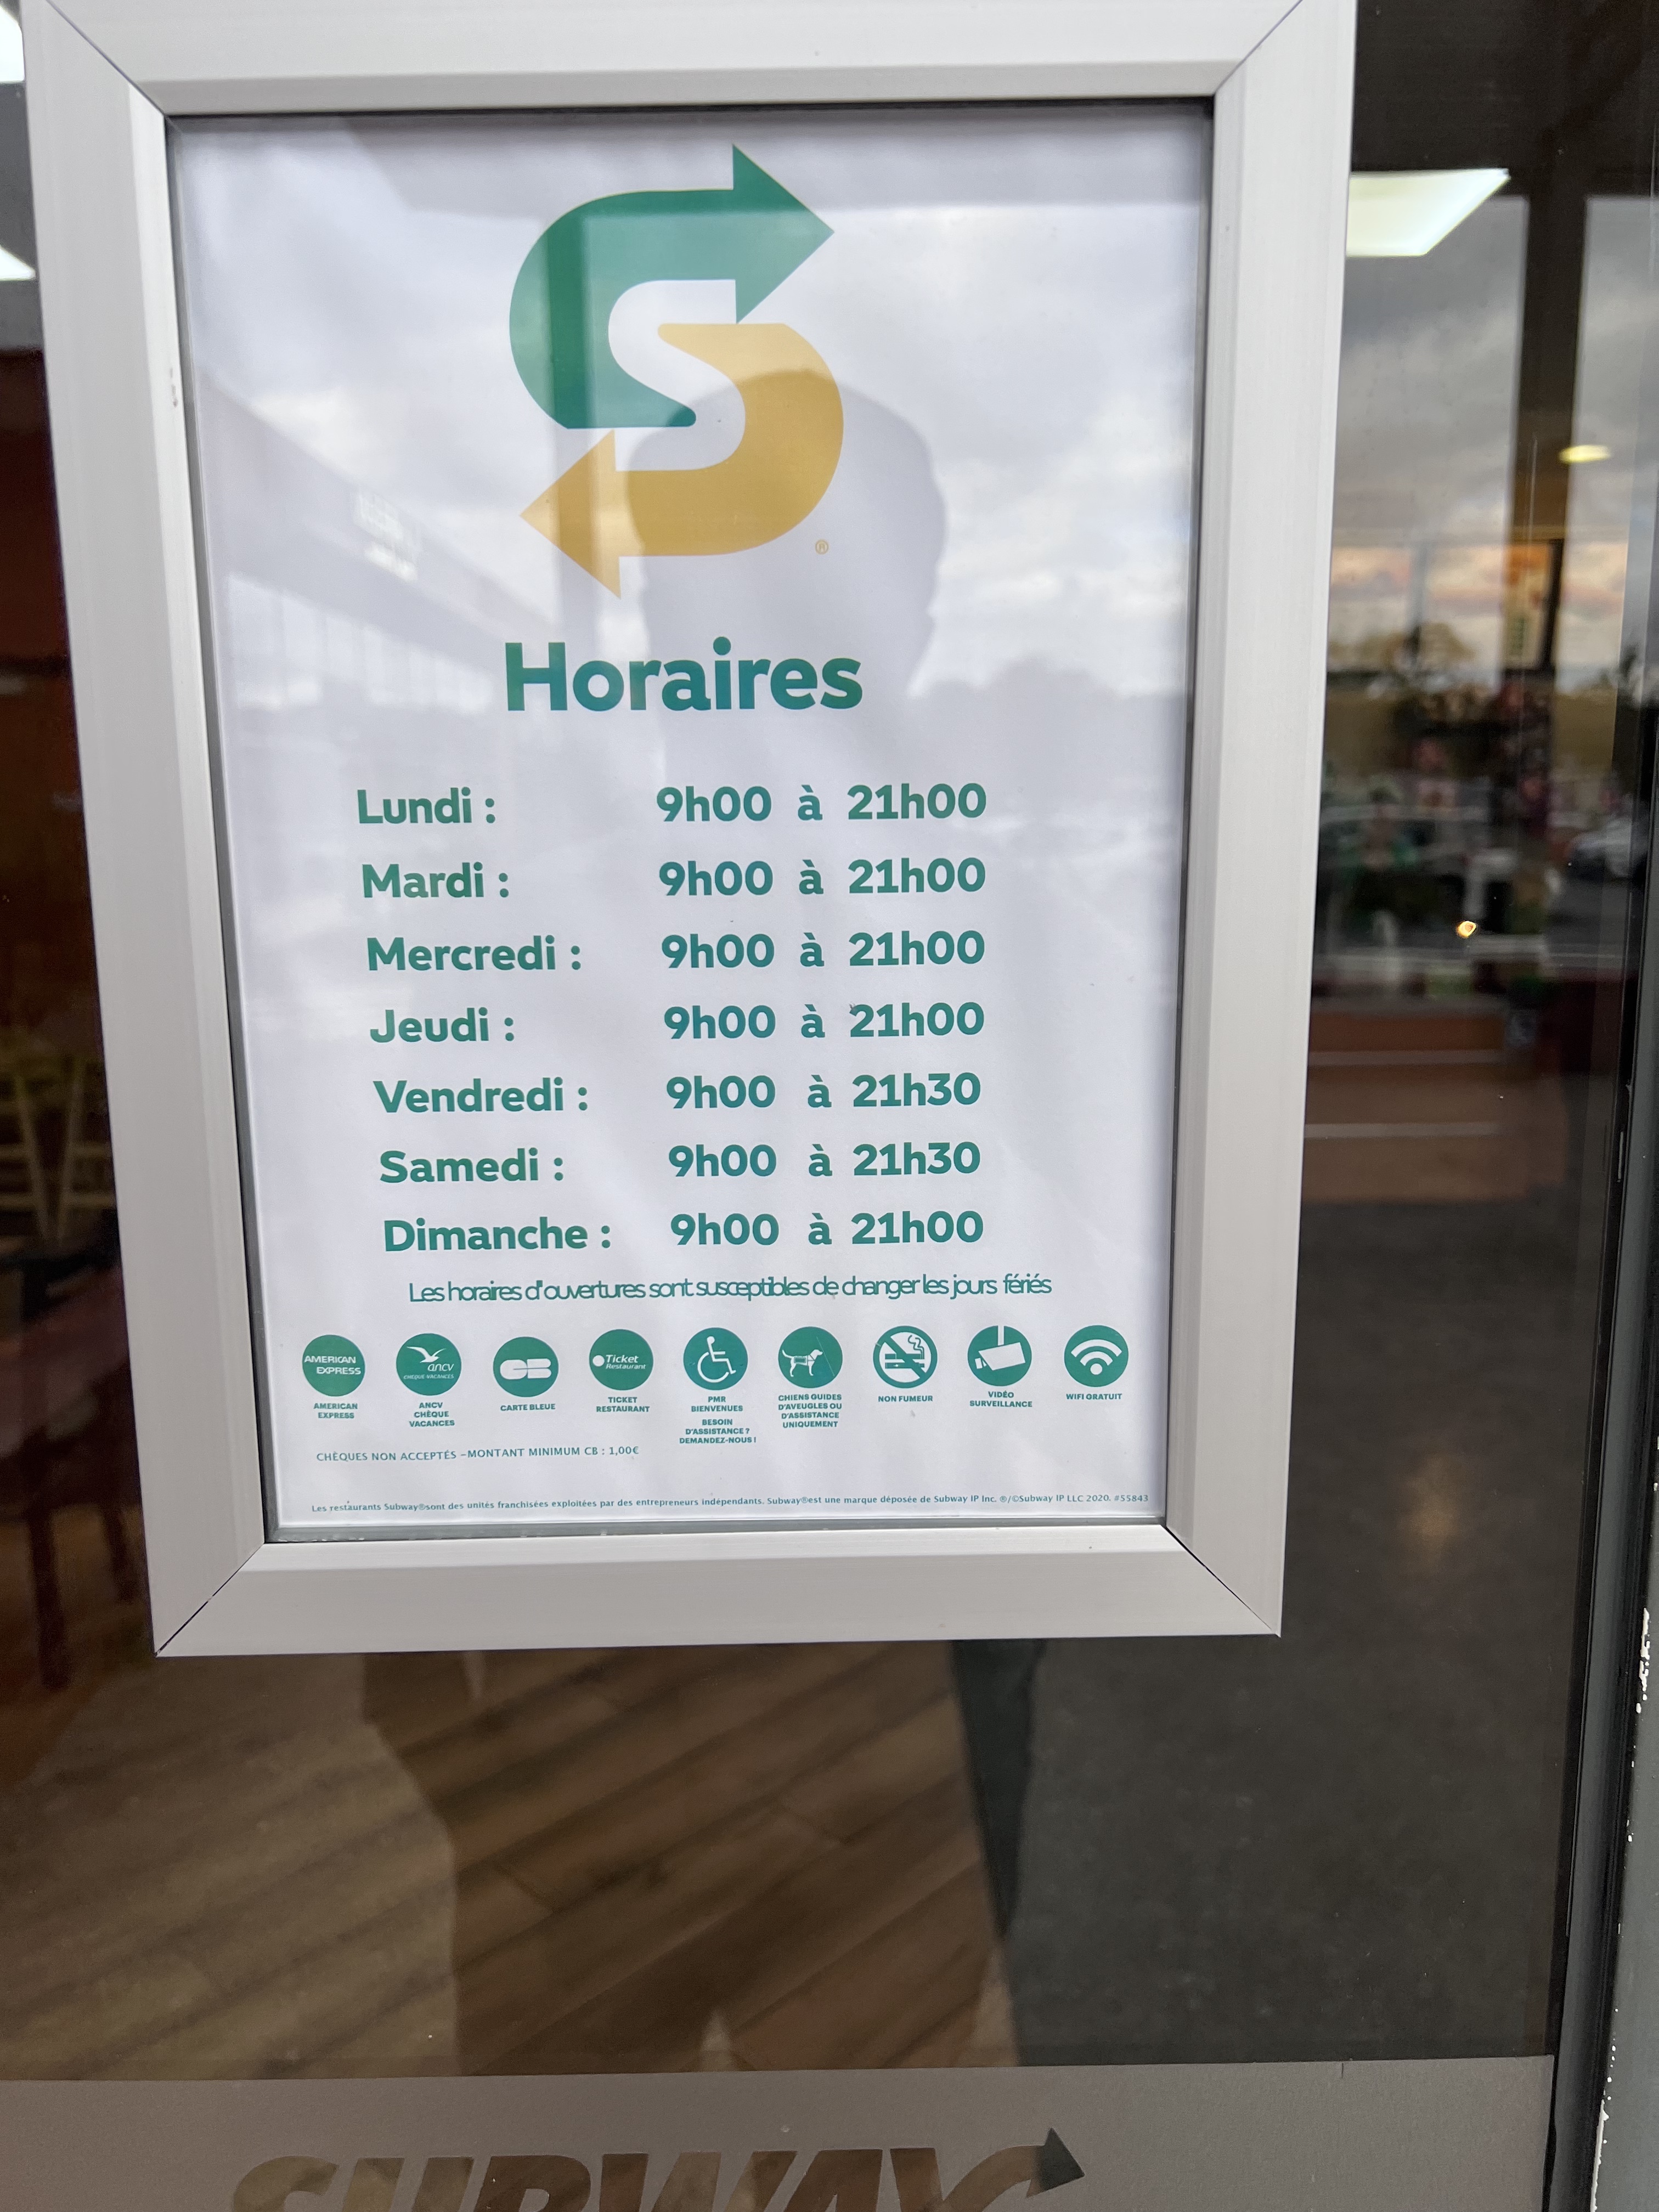 ®
Horaires
Lundi : 9h00 à 21h00
Mardi : 9h00 à 21h00
Mercredi : 9h00 à 21h00
Jeudi : 9h00 à 21h00
Vendredi : 9h00 à 21h30
Samedi : 9h00 à 21h30
Dimanche : 9h00 à 21h00
Les horaires d'ouvertures sont susceptibles de changer les jours fériés
AMERICAN
EXPRESS
AMERICAN
EXPRESS
ancv
CHEQUE-VACANCES
ANCV
CHÈQUE
VACANCES
CB
CARTE BLEUE
Ticket
Restaurant
TICKET
RESTAURANT
PMR
BIENVENUES
BESOIN
D'ASSISTANCE ?
DEMANDEZ-NOUS !
CHIENS GUIDES
D'AVEUGLES OU
D'ASSISTANCE
UNIQUEMENT
NON FUMEUR
VIDÉO
SURVEILLANCE
WIFI GRATUIT
CHÈQUES NON ACCEPTÉS -MONTANT MINIMUM CB : 1,00€
Les restaurants Subway®sont des unités franchisées exploitées par des entrepreneurs indépendants. Subway®est une marque déposée de Subway IP Inc. ®/©Subway IP LLC 2020. #55843
SUBWAY